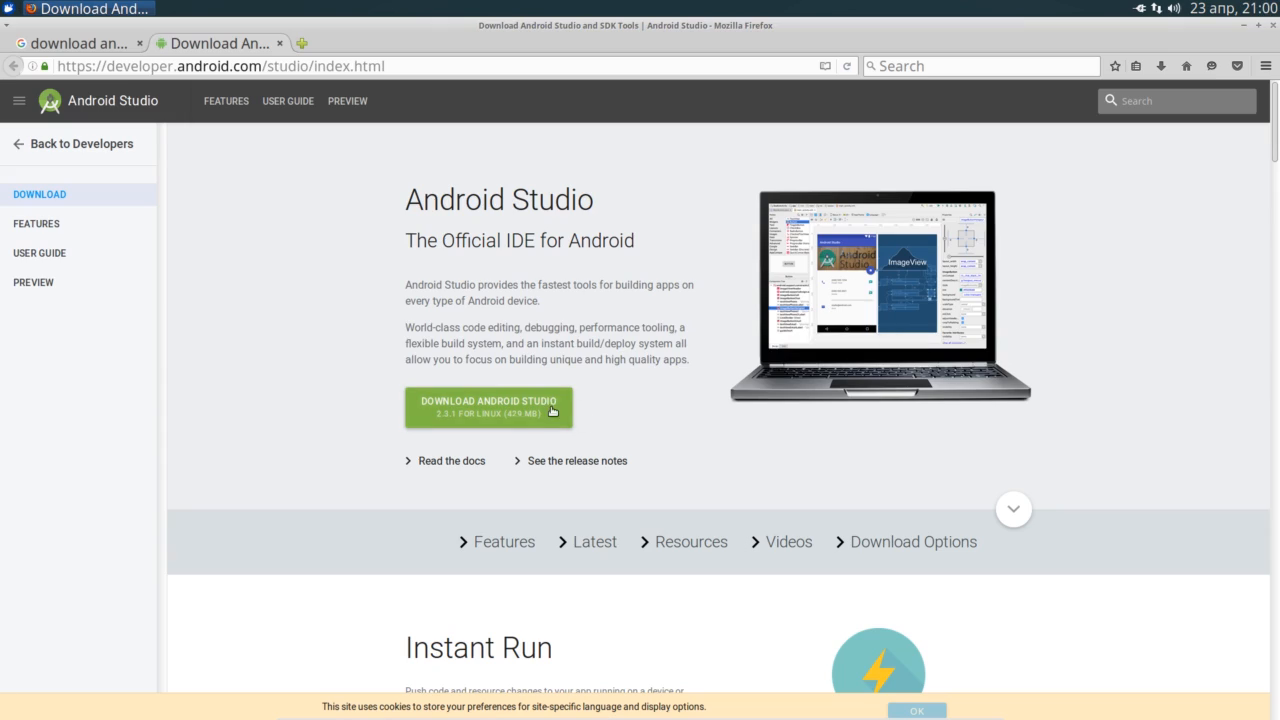 Download And...
23 апр, 21:00
Download Android Studio and SDK Tools | Android Studio - Mozilla Firefox
download an...
Download An...
https://developer.android.com/studio/index.html
Search
Android Studio
FEATURES
USER GUIDE
PREVIEW
Search
Back to Developers
DOWNLOAD
FEATURES
USER GUIDE
PREVIEW
Android Studio
The Official IDE for Android
Android Studio provides the fastest tools for building apps on
every type of Android device.
World-class code editing, debugging, performance tooling, a
flexible build system, and an instant build/deploy system all
allow you to focus on building unique and high quality apps.
DOWNLOAD ANDROID STUDIO
2.3.1 FOR LINUX (429 MB)
Read the docs
See the release notes
Android Studio
Android
Studio
ImageView
Features
Latest
Resources
Videos
Download Options
Instant Run
Push code and resource changes to your app running on a device or
This site uses cookies to store your preferences for site-specific language and display options.
OK